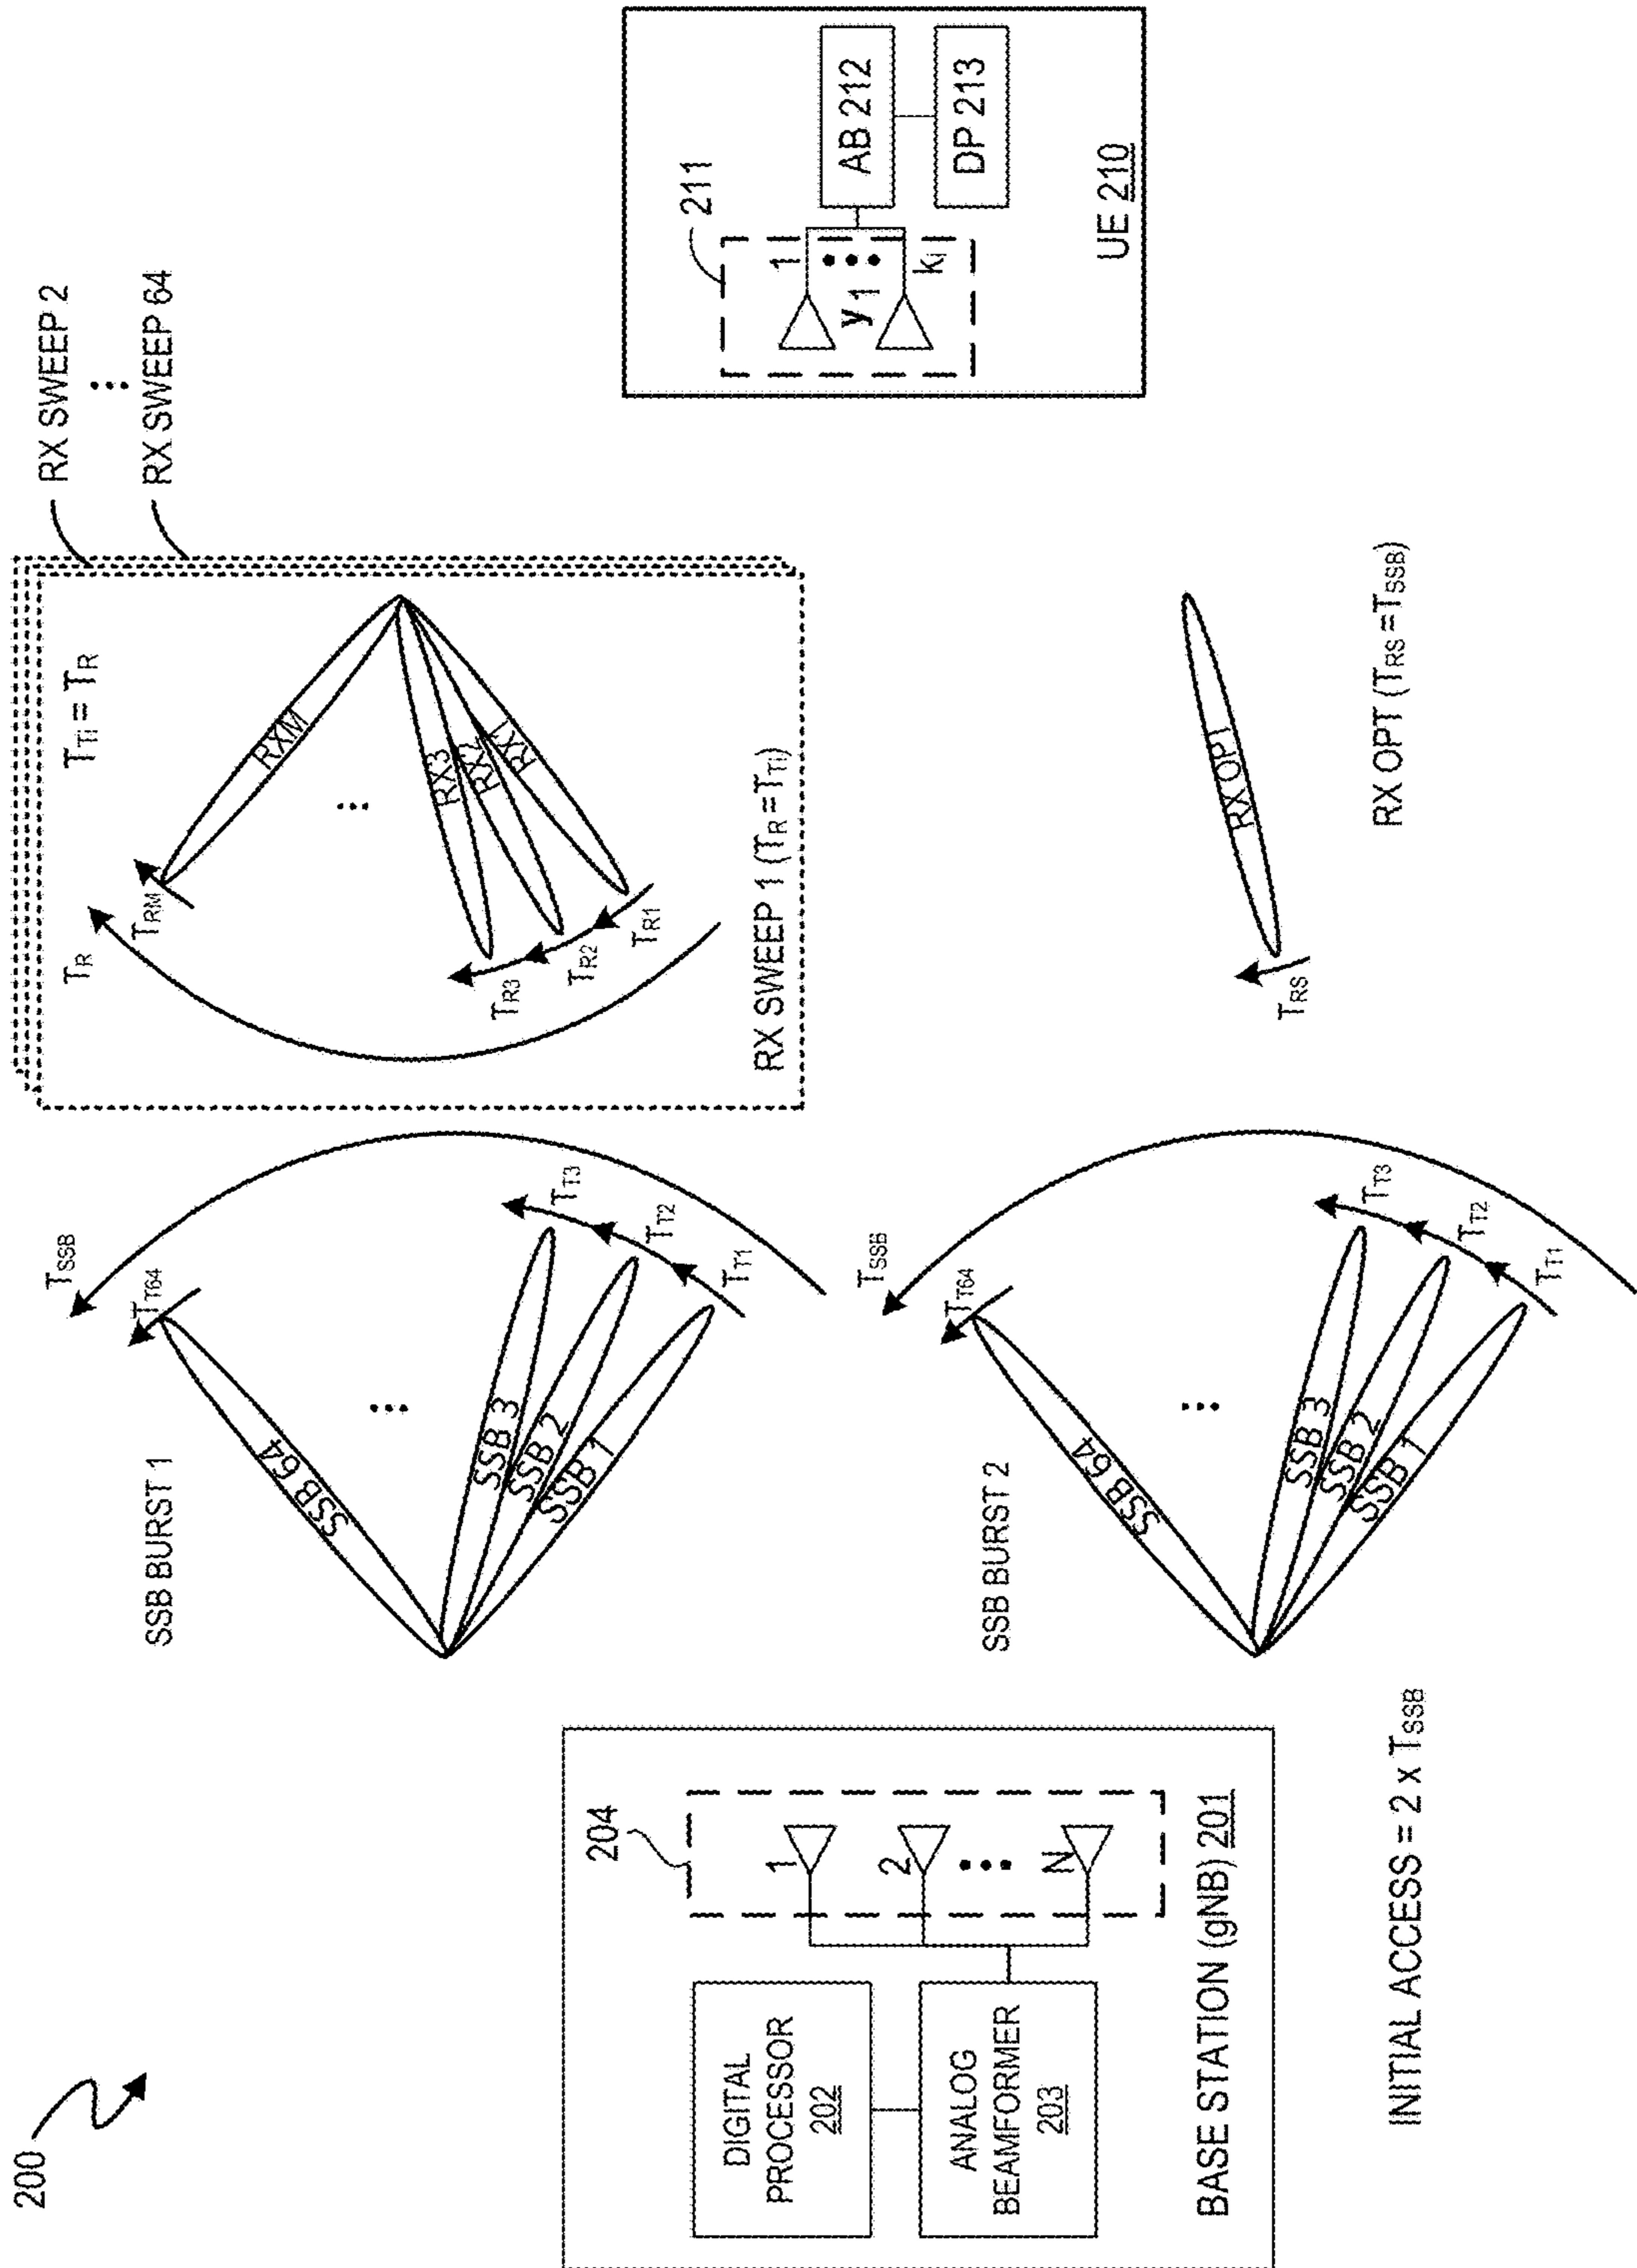 200
DIGITAL
PROCESSOR
202
ANALOG
BEAMFORMER
203
204
1
2
N
BASE STATION (gNB) 201
INITIAL ACCESS = 2 x TSSB
SSB BURST 1
SSB 64
SSB 3
SSB 2
SSB 1
TSSB
TT64
TT3
TT2
TT1
SSB BURST 2
SSB 64
SSB 3
SSB 2
SSB 1
TSSB
TT64
TT3
TT2
TT1
RX SWEEP 2
RX SWEEP 64
TTi = TR
TR
TRM
TR3
TR2
TR1
RXM
RX3
RX2
RX1
RX SWEEP 1 (TR =TTi)
TRS
RX OPT
RX OPT (TRS =TSSB)
211
1
y1
ki
AB 212
DP 213
UE 210